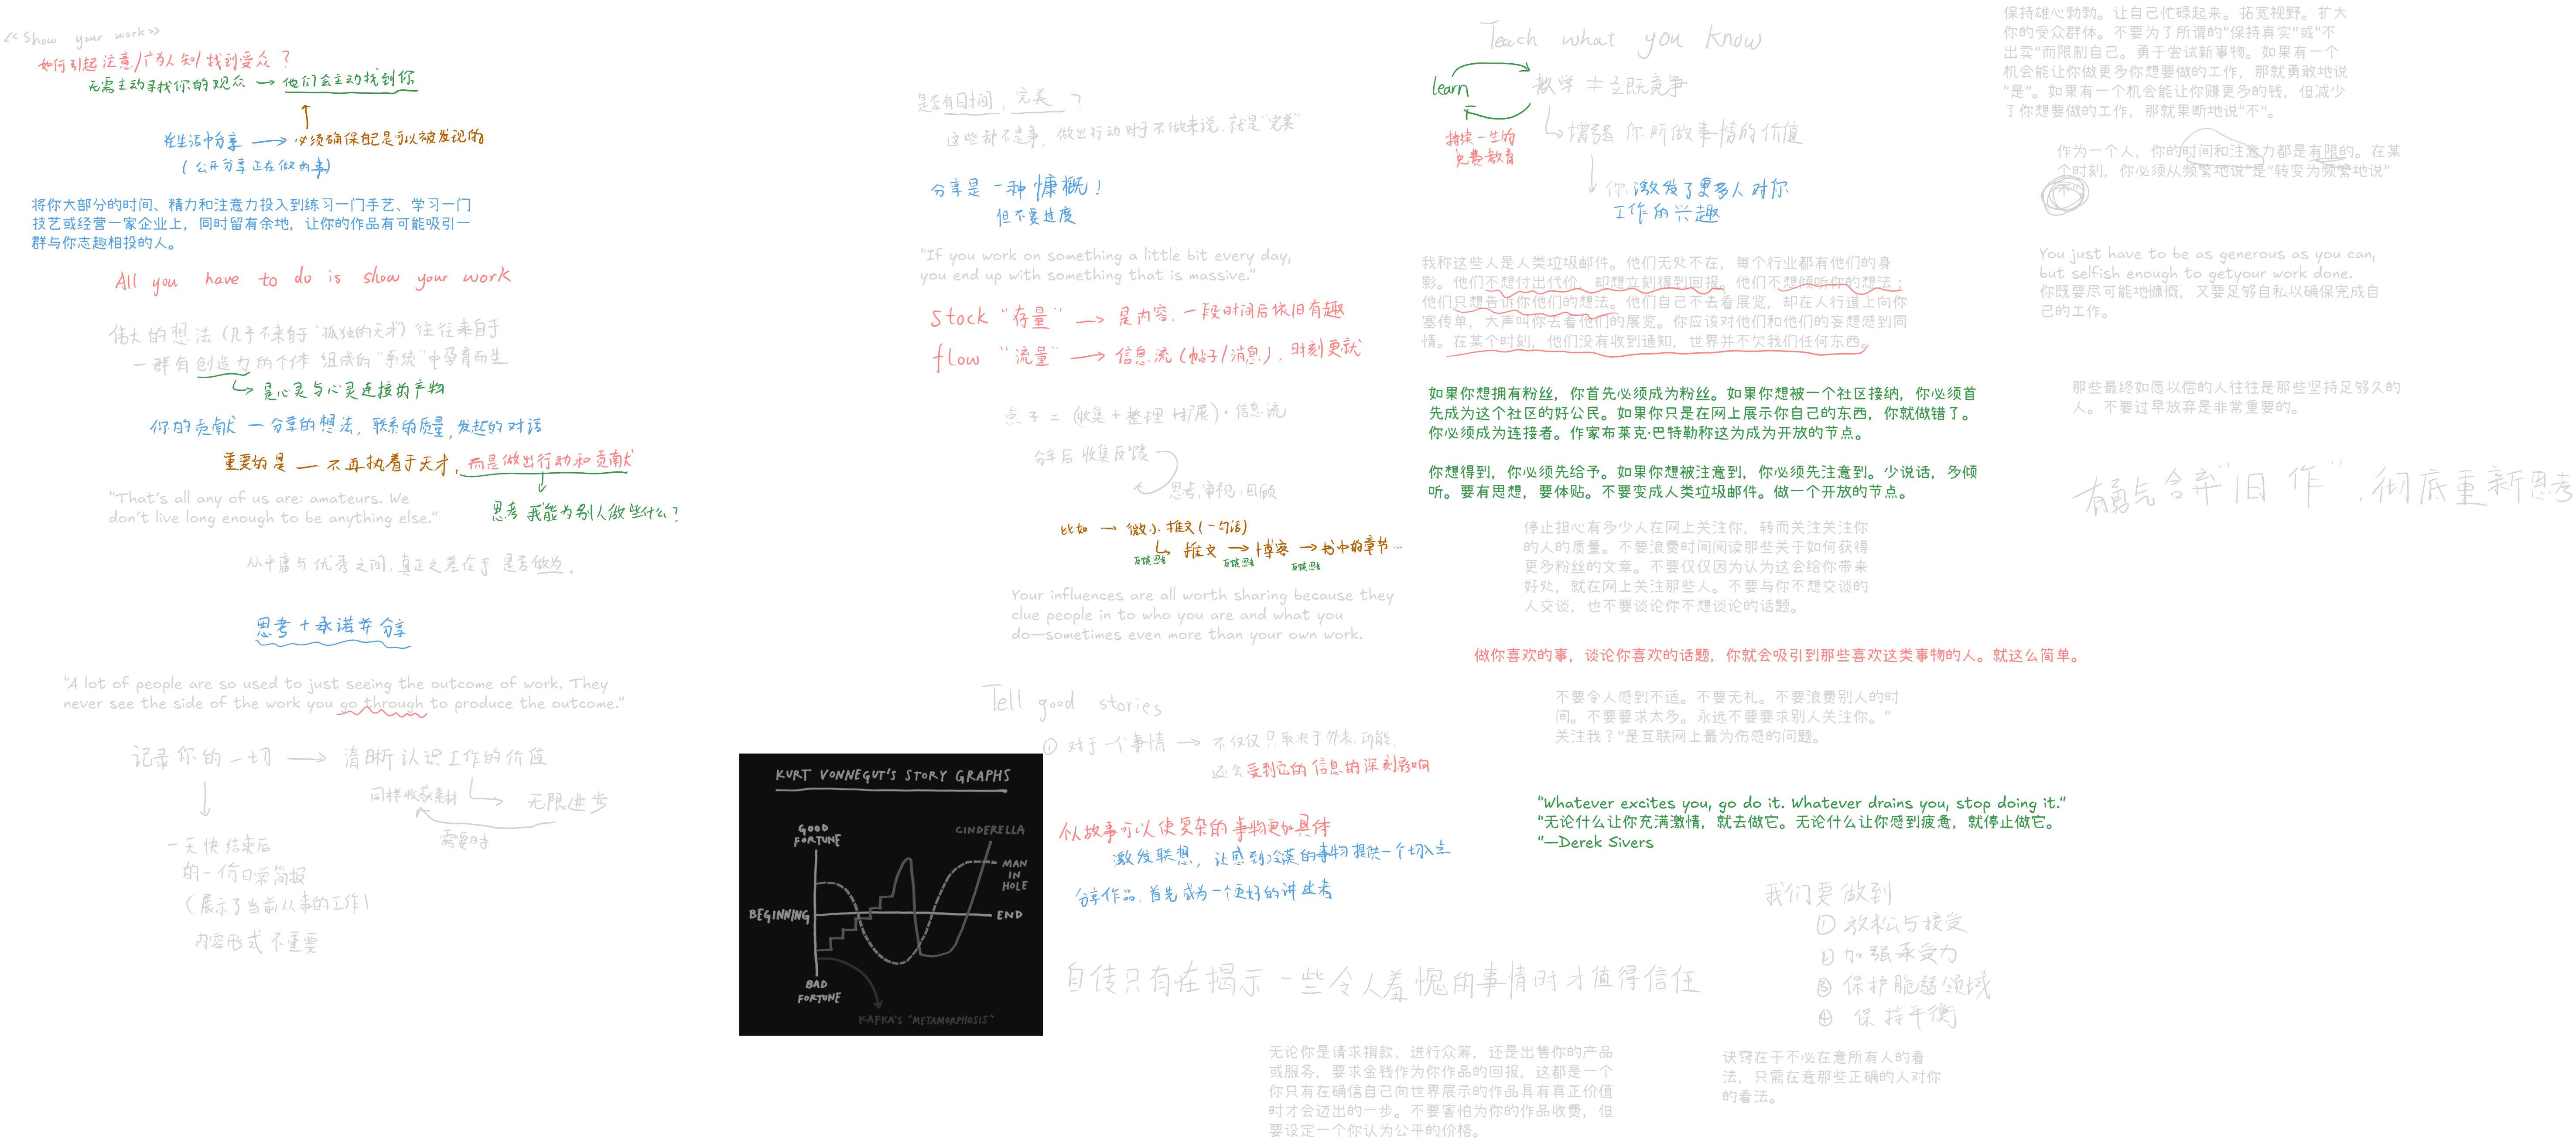 <<Show your work>>
如何引起注意/广为人知/找到受众？
无需主动寻找你的观众 → 他们会主动找到你
在生活中分享 → 必须确保自己是可以被发现的
（公开分享正在做的事）
将你大部分的时间、精力和注意力投入到练习一门手艺、学习一门
技艺或经营一家企业上，同时留有余地，让你的作品有可能吸引一
群与你志趣相投的人。
All you have to do is show your work
伟大的想法（几乎不来自于"孤独的天才）往往来自于
一群有创造力的个体 组成的"系统"中孕育而生
是心灵与心灵连接的产物
你的贡献 — 分享的想法，联系的质量，发起的对话
重要的是 — 不再执着于天才，而是做出行动和贡献
思考 我能为别人做些什么？
"That's all any of us are: amateurs. We
don't live long enough to be anything else."
从平庸与优秀之间，真正之差在于 是否做为。
思考 + 承诺并分享
"A lot of people are so used to just seeing the outcome of work. They
never see the side of the work you go through to produce the outcome."
记录你的一切 → 清晰认识工作的价值
同样收获素材
无限进步
需要时
一天快结束后
的一份日常简报
（展示了当前从事的工作）
内容形式不重要
KURT VONNEGUT'S STORY GRAPHS
GOOD
FORTUNE
CINDERELLA
MAN
IN
HOLE
BEGINNING
END
BAD
FORTUNE
KAFKA'S "METAMORPHOSIS"
是否有时间，完美？
这些都不是事，做出行动对于不做来说，就是"完美"
分享是一种慷慨！
但不要过度
"If you work on something a little bit every day,
you end up with something that is massive."
stock "存量" → 是内容，一段时间后依旧有趣
flow "流量" → 信息流（帖子/消息），时刻更新
点子 = （收集 + 整理 扩展）· 信息流
分享后 收集反馈
思考，审视，回顾
比如 → 微小 推文（一句话）
推文 → 博客 → 书中的章节…
反馈思考 反馈思考 反馈思考
Your influences are all worth sharing because they
clue people in to who you are and what you
do—sometimes even more than your own work.
Tell good stories
① 对于一个事情 → 不仅仅只取决于外表，功能，
还会受到它的信息的深刻影响
似故事可以使复杂的事物更加具体
激发联想，让感到冷漠的事物提供一个切入点
分享作品，首先成为一个更好的讲述者
自传只有在揭示一些令人羞愧的事情时才值得信任
无论你是请求捐款、进行众筹，还是出售你的产品
或服务，要求金钱作为你作品的回报，这都是一个
你只有在确信自己向世界展示的作品具有真正价值
时才会迈出的一步。不要害怕为你的作品收费，但
要设定一个你认为公平的价格。
Teach what you know
learn
教学 ≠ 立既竞争
持续一生的
免费教育
增强你所做事情的价值
你激发了更多人对你
工作的兴趣
我称这些人是人类垃圾邮件。他们无处不在，每个行业都有他们的身
影。他们不想付出代价，却想立刻得到回报。他们不想倾听你的想法；
他们只想告诉你他们的想法。他们自己不去看展览，却在人行道上向你
塞传单，大声叫你去看他们的展览。你应该对他们和他们的妄想感到同
情。在某个时刻，他们没有收到通知，世界并不欠我们任何东西。
如果你想拥有粉丝，你首先必须成为粉丝。如果你想被一个社区接纳，你必须首
先成为这个社区的好公民。如果你只是在网上展示你自己的东西，你就做错了。
你必须成为连接者。作家布莱克·巴特勒称这为成为开放的节点。
你想得到，你必须先给予。如果你想被注意到，你必须先注意到。少说话，多倾
听。要有思想，要体贴。不要变成人类垃圾邮件。做一个开放的节点。
停止担心有多少人在网上关注你，转而关注关注你
的人的质量。不要浪费时间阅读那些关于如何获得
更多粉丝的文章。不要仅仅因为认为这会给你带来
好处，就在网上关注那些人。不要与你不想交谈的
人交谈，也不要谈论你不想谈论的话题。
做你喜欢的事，谈论你喜欢的话题，你就会吸引到那些喜欢这类事物的人。就这么简单。
不要令人感到不适。不要无礼。不要浪费别人的时
间。不要要求太多。永远不要要求别人关注你。"
关注我？"是互联网上最为伤感的问题。
"Whatever excites you, go do it. Whatever drains you, stop doing it."
"无论什么让你充满激情，就去做它。无论什么让你感到疲惫，就停止做它。
"—Derek Sivers
我们要做到
① 放松与接受
② 加强承受力
③ 保护脆弱领域
④ 保持平衡
诀窍在于不必在意所有人的看
法，只需在意那些正确的人对你
的看法。
保持雄心勃勃。让自己忙碌起来。拓宽视野。扩大
你的受众群体。不要为了所谓的"保持真实"或"不
出卖"而限制自己。勇于尝试新事物。如果有一个
机会能让你做更多你想要做的工作，那就勇敢地说
"是"。如果有一个机会能让你赚更多的钱，但减少
了你想要做的工作，那就果断地说"不"。
作为一个人，你的时间和注意力都是有限的。在某
个时刻，你必须从频繁地说"是"转变为频繁地说"
不"。
You just have to be as generous as you can,
but selfish enough to getyour work done.
你既要尽可能地慷慨，又要足够自私以确保完成自
己的工作。
那些最终如愿以偿的人往往是那些坚持足够久的
人。不要过早放弃是非常重要的。
有勇气舍弃"旧作"，彻底重新思考